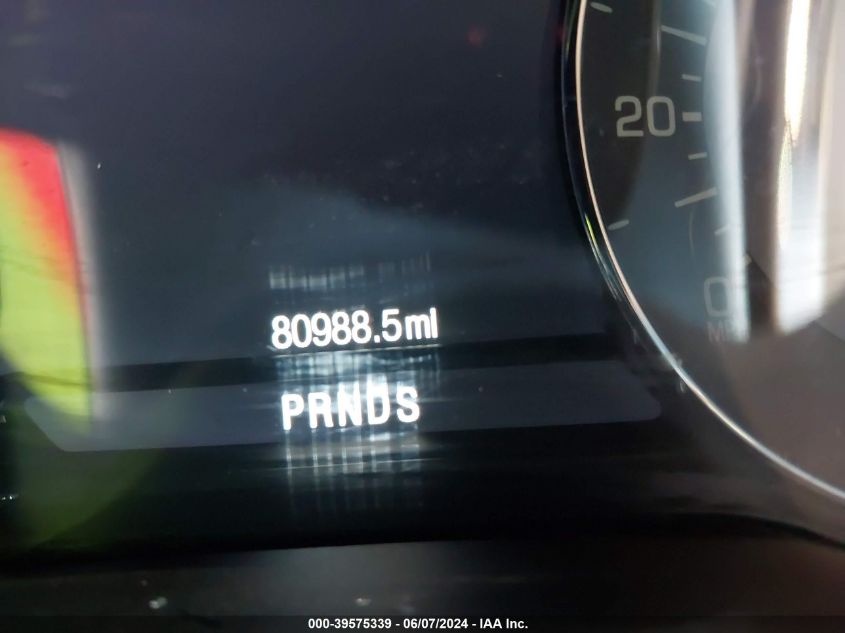 20
80988.5mi
PRNDS
000-39575339 - 06/07/2024 - IAA Inc.